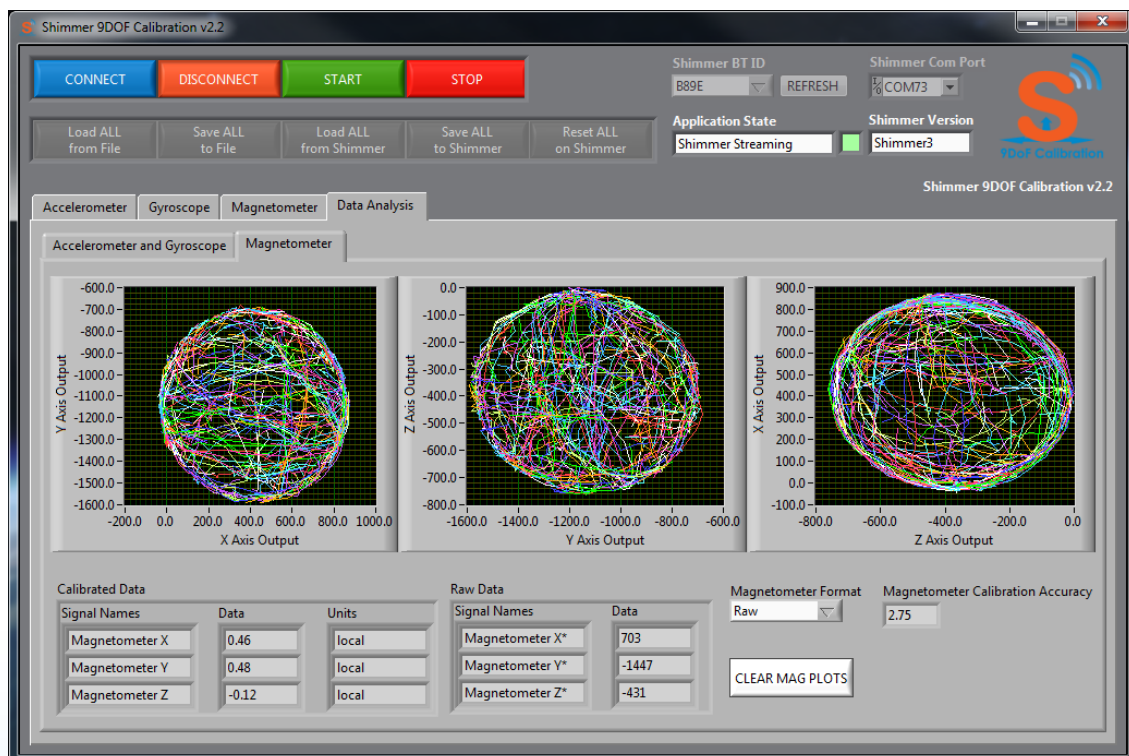 Shimmer 9DOF Calibration v2.2
CONNECT DISCONNECT START STOP
Shimmer BT ID Shimmer Com Port
B89E REFRESH COM73
Load ALL from File Save ALL to File Load ALL from Shimmer Save ALL to Shimmer Reset ALL on Shimmer
Application State Shimmer Version
Shimmer Streaming Shimmer3
S
9DoF Calibration
Shimmer 9DOF Calibration v2.2
Accelerometer Gyroscope Magnetometer Data Analysis
Accelerometer and Gyroscope Magnetometer
Y Axis Output
-600.0
-700.0
-800.0
-900.0
-1000.0
-1100.0
-1200.0
-1300.0
-1400.0
-1500.0
-1600.0
-200.0 0.0 200.0 400.0 600.0 800.0 1000.0
X Axis Output
Z Axis Output
0.0
-100.0
-200.0
-300.0
-400.0
-500.0
-600.0
-700.0
-800.0
-1600.0 -1400.0 -1200.0 -1000.0 -800.0 -600.0
Y Axis Output
X Axis Output
900.0
800.0
700.0
600.0
500.0
400.0
300.0
200.0
100.0
0.0
-100.0
-800.0 -600.0 -400.0 -200.0 0.0
Z Axis Output
Calibrated Data
Signal Names Data Units
Magnetometer X 0.46 local
Magnetometer Y 0.48 local
Magnetometer Z -0.12 local
Raw Data
Signal Names Data
Magnetometer X* 703
Magnetometer Y* -1447
Magnetometer Z* -431
Magnetometer Format Magnetometer Calibration Accuracy
Raw 2.75
CLEAR MAG PLOTS